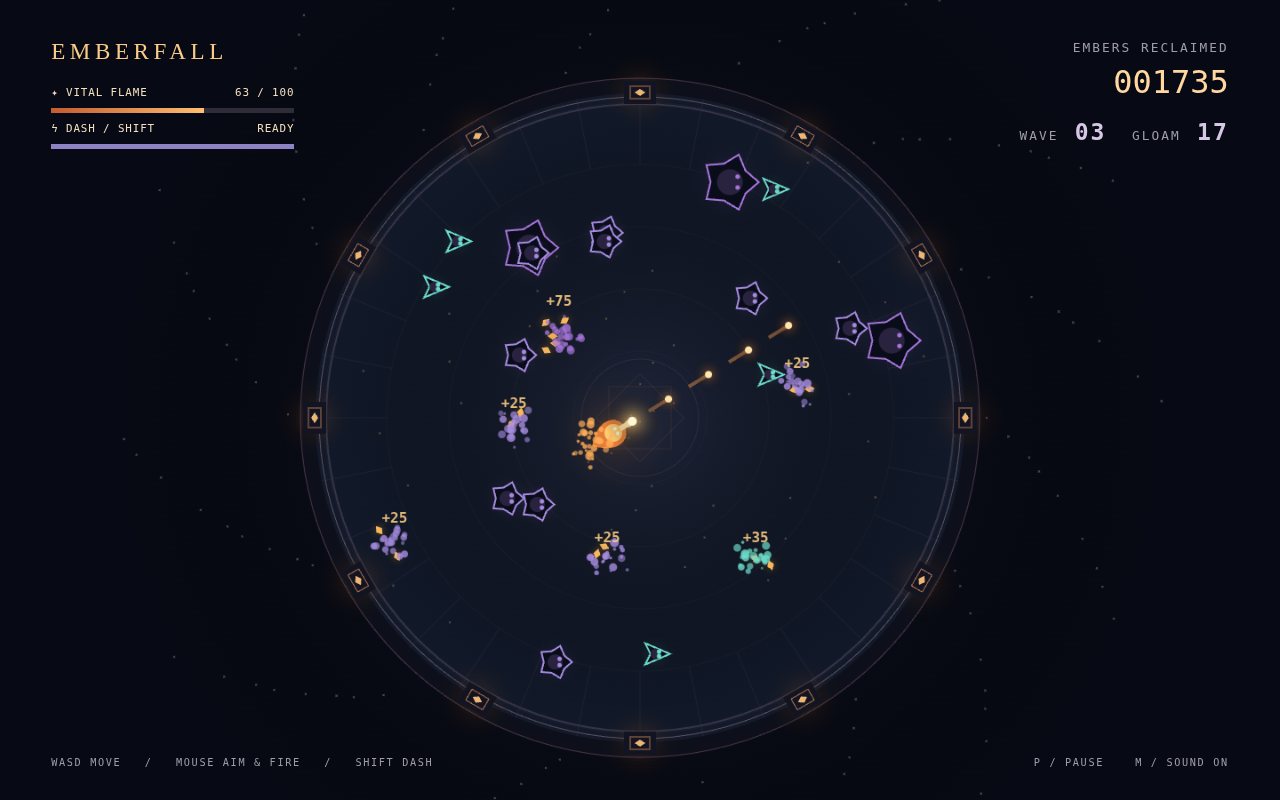 EMBERFALL
✦ VITAL FLAME 63 / 100
ϟ DASH / SHIFT READY
EMBERS RECLAIMED
001735
WAVE 03 GLOAM 17
+75
+25
+25
+25
+25
+35
WASD MOVE / MOUSE AIM & FIRE / SHIFT DASH
P / PAUSE M / SOUND ON